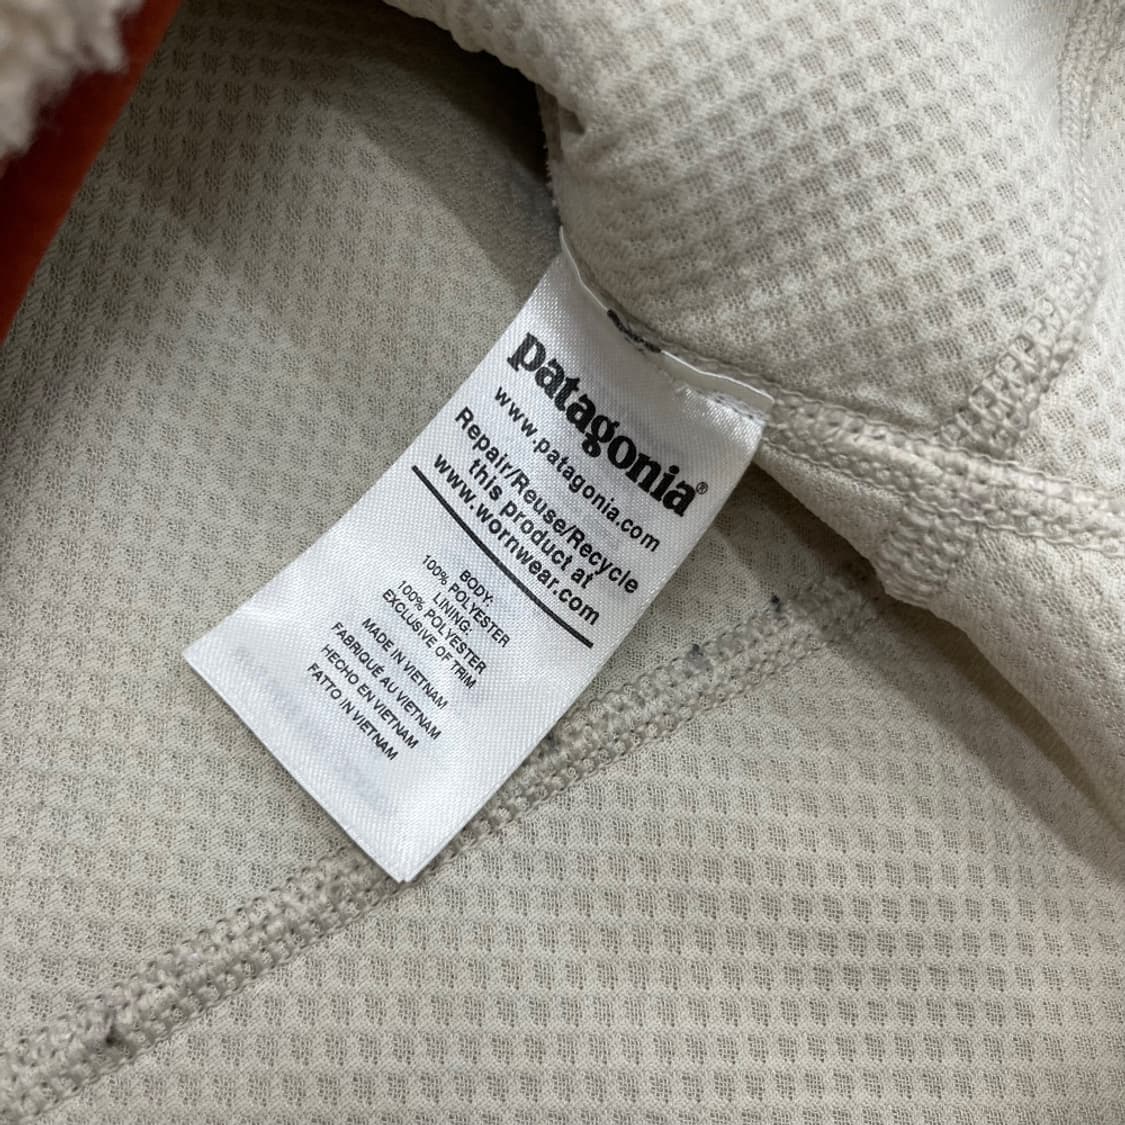 patagonia®
www.patagonia.com
Repair/Reuse/Recycle
this product at
www.wornwear.com
BODY:
100% POLYESTER
LINING:
100% POLYESTER
EXCLUSIVE OF TRIM
MADE IN VIETNAM
FABRIQUÉ AU VIETNAM
HECHO EN VIETNAM
FATTO IN VIETNAM